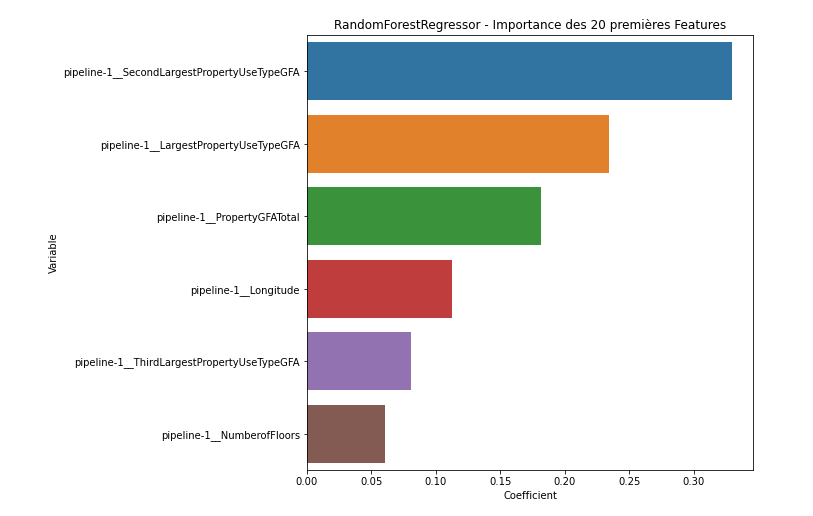 RandomForestRegressor - Importance des 20 premières Features
pipeline-1__SecondLargestPropertyUseTypeGFA
pipeline-1__LargestPropertyUseTypeGFA
pipeline-1__PropertyGFATotal
Variable
pipeline-1__Longitude
pipeline-1__ThirdLargestPropertyUseTypeGFA
pipeline-1__NumberofFloors
0.00 0.05 0.10 0.15 0.20 0.25 0.30
Coefficient